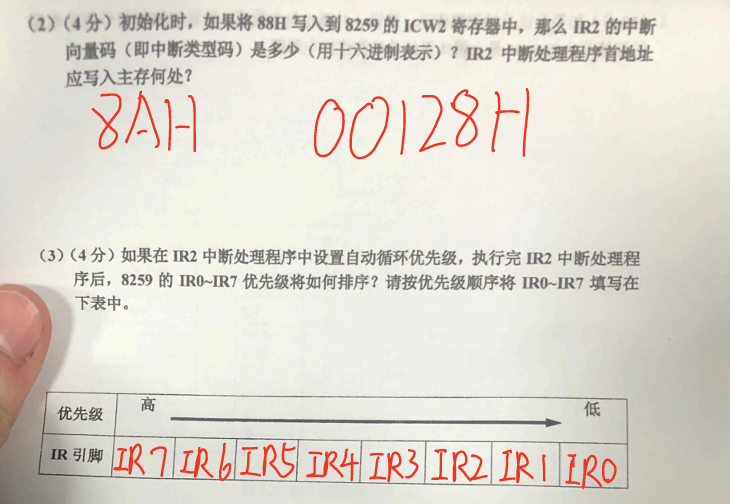 (2)(4分)初始化时，如果将 88H 写入到 8259 的 ICW2 寄存器中，那么 IR2 的中断
向量码（即中断类型码）是多少（用十六进制表示）？IR2 中断处理程序首地址
应写入主存何处？
8AH 00128H
(3)(4分)如果在 IR2 中断处理程序中设置自动循环优先级，执行完 IR2 中断处理程
序后，8259 的 IR0~IR7 优先级将如何排序？请按优先级顺序将 IR0~IR7 填写在
下表中。
优先级 高 低
IR 引脚 IR7 IR6 IR5 IR4 IR3 IR2 IR1 IR0